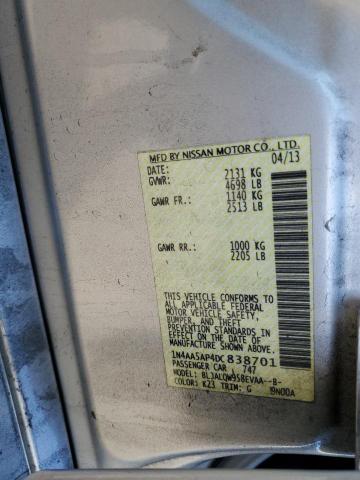 MFD BY NISSAN MOTOR CO., LTD.
DATE: 04/13
GVWR: 2131 KG
4698 LB
GAWR FR.: 1140 KG
2513 LB
GAWR RR.: 1000 KG
2205 LB
THIS VEHICLE CONFORMS TO
ALL APPLICABLE FEDERAL
MOTOR VEHICLE SAFETY,
BUMPER, AND THEFT
PREVENTION STANDARDS IN
EFFECT ON THE DATE OF
MANUFACTURE SHOWN ABOVE.
1N4AA5AP4DC838701
PASSENGER CAR 747
MODEL: BLJALQW958EVAA--B-
COLOR: K23 TRIM: G 9N00A